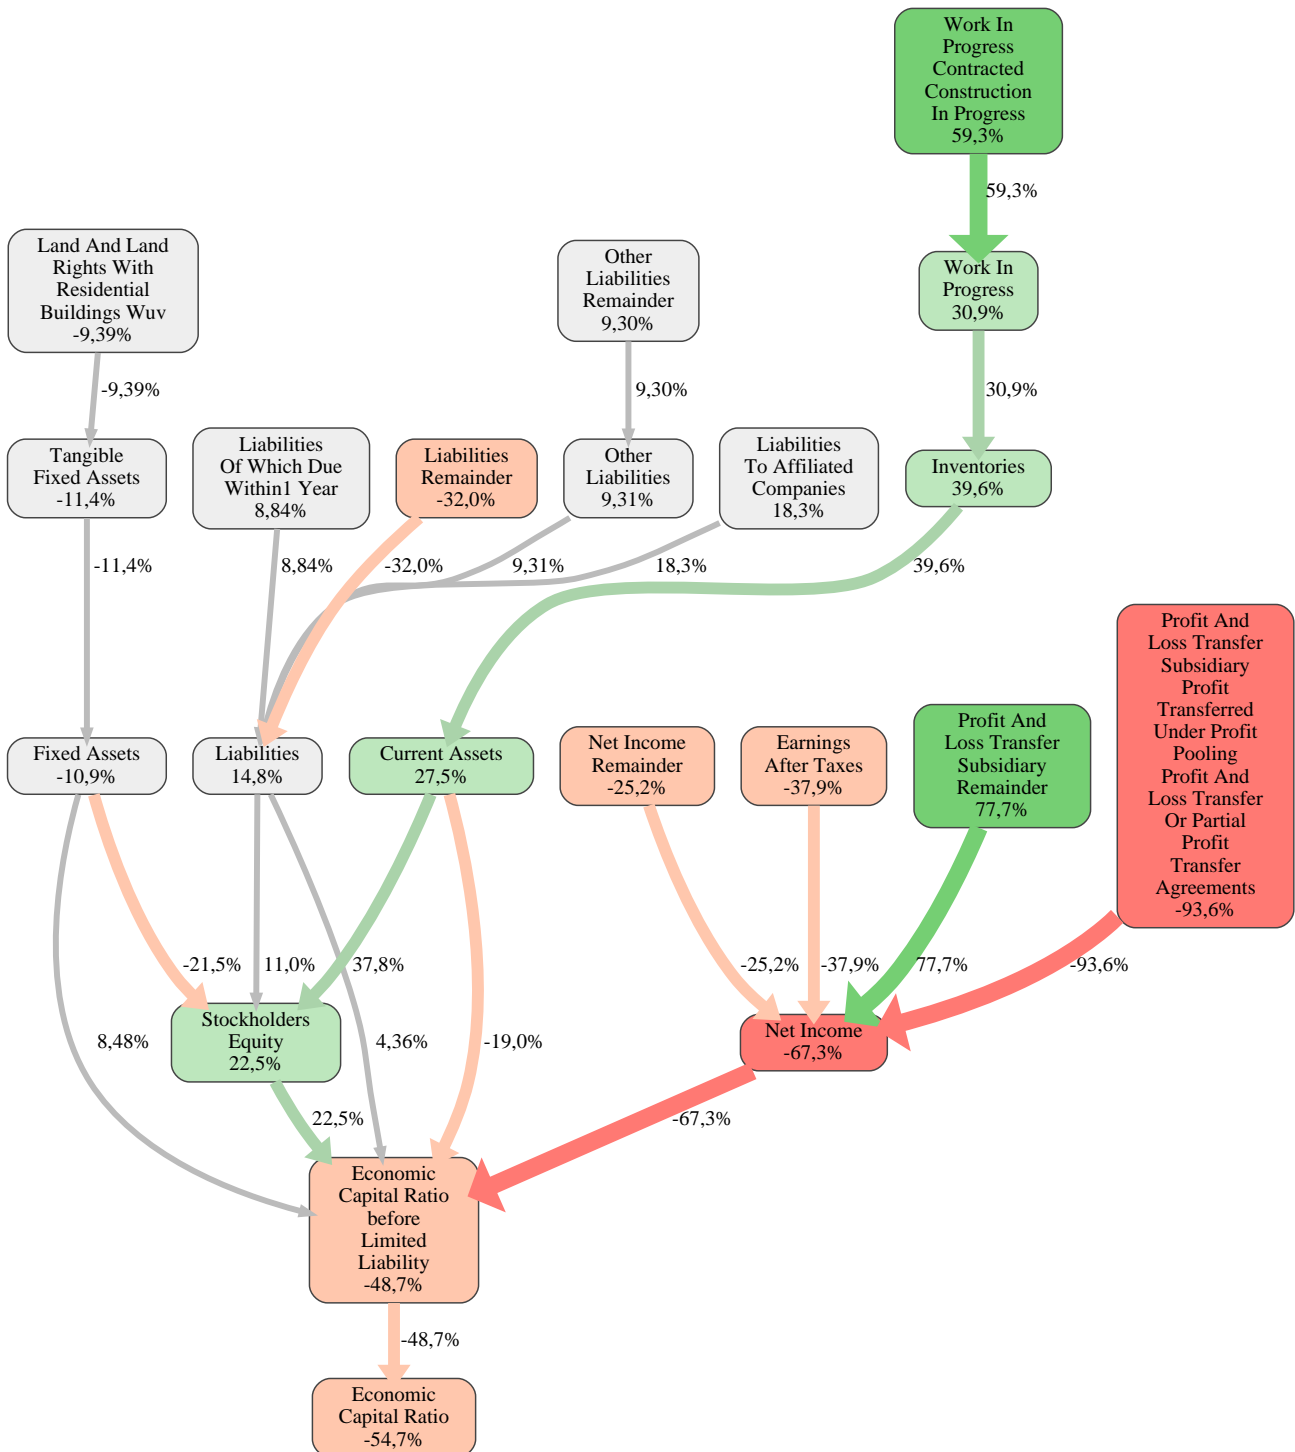 Work In
Progress
Contracted
Construction
In Progress
59,3%
59,3%
Land And Land
Rights With
Residential
Buildings Wuv
-9,39%
Other
Liabilities
Remainder
9,30%
Work In
Progress
30,9%
-9,39%
9,30%
30,9%
Tangible
Fixed Assets
-11,4%
Liabilities
Of Which Due
Within1 Year
8,84%
Liabilities
Remainder
-32,0%
Other
Liabilities
9,31%
Liabilities
To Affiliated
Companies
18,3%
Inventories
39,6%
-11,4%
8,84%
-32,0%
9,31%
18,3%
39,6%
Profit And
Loss Transfer
Subsidiary
Profit
Transferred
Under Profit
Pooling
Profit And
Loss Transfer
Or Partial
Profit
Transfer
Agreements
-93,6%
Fixed Assets
-10,9%
Liabilities
14,8%
Current Assets
27,5%
Net Income
Remainder
-25,2%
Earnings
After Taxes
-37,9%
Profit And
Loss Transfer
Subsidiary
Remainder
77,7%
-21,5%
11,0%
37,8%
-25,2%
-37,9%
77,7%
-93,6%
Stockholders
Equity
22,5%
Net Income
-67,3%
8,48%
4,36%
-19,0%
22,5%
-67,3%
Economic
Capital Ratio
before
Limited
Liability
-48,7%
-48,7%
Economic
Capital Ratio
-54,7%